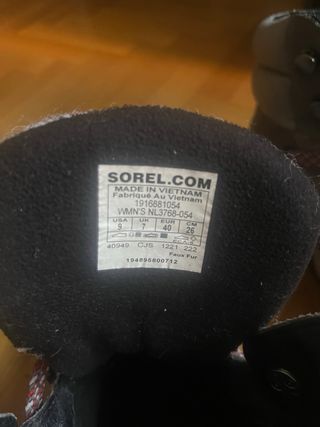 SOREL.COM
MADE IN VIETNAM
Fabriqué Au Vietnam
1916881054
WMN'S NL3768-054
USA UK EUR CM
9 7 40 26
40949 CJS 1221 222
Faux Fur
194895800712